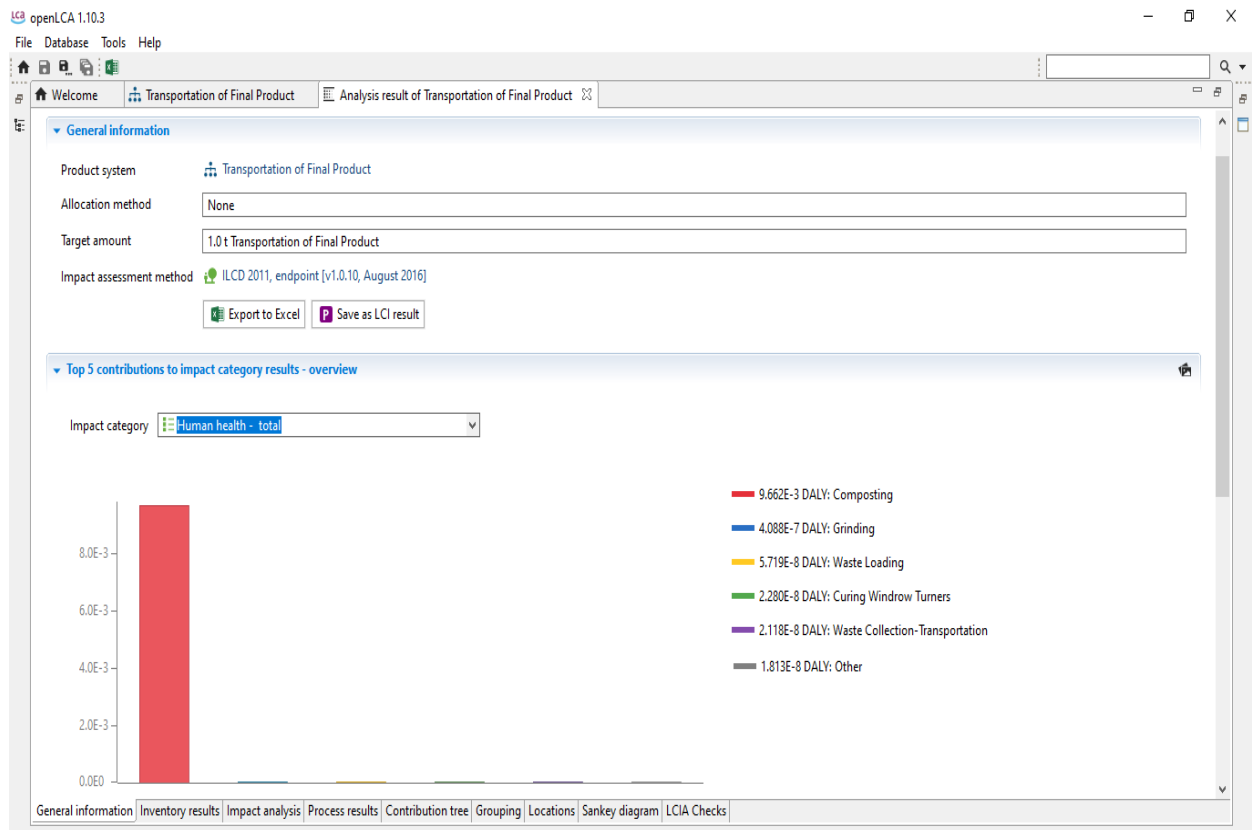 LCA openLCA 1.10.3
File Database Tools Help
Welcome Transportation of Final Product Analysis result of Transportation of Final Product
General information
Product system Transportation of Final Product
Allocation method None
Target amount 1.0 t Transportation of Final Product
Impact assessment method ILCD 2011, endpoint [v1.0.10, August 2016]
Export to Excel P Save as LCI result
Top 5 contributions to impact category results - overview
Impact category Human health - total
9.662E-3 DALY: Composting
4.088E-7 DALY: Grinding
5.719E-8 DALY: Waste Loading
2.280E-8 DALY: Curing Windrow Turners
2.118E-8 DALY: Waste Collection-Transportation
1.813E-8 DALY: Other
8.0E-3
6.0E-3
4.0E-3
2.0E-3
0.0E0
General information Inventory results Impact analysis Process results Contribution tree Grouping Locations Sankey diagram LCIA Checks